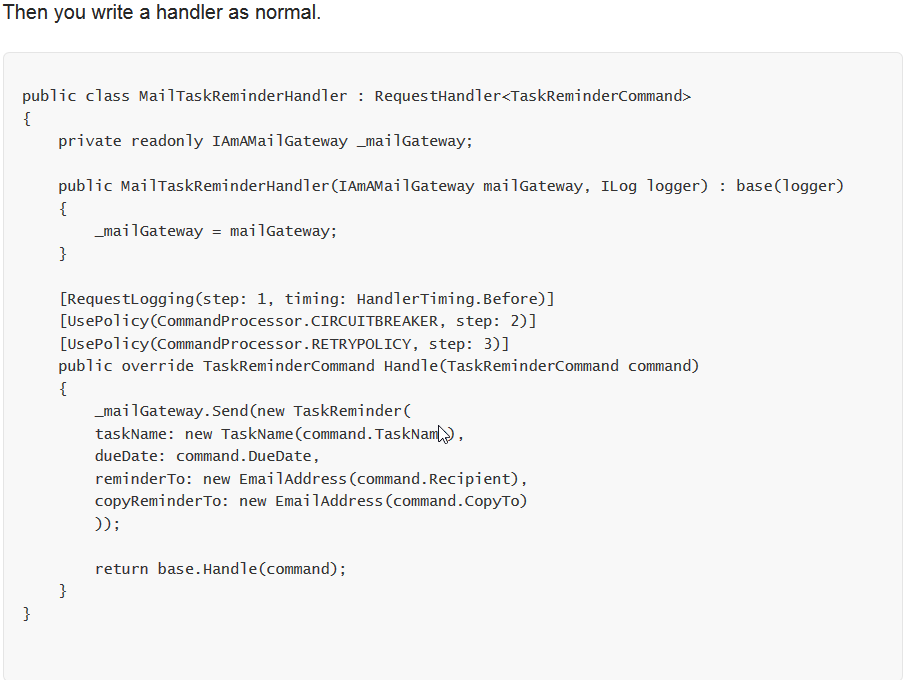 Then you write a handler as normal.
public class MailTaskReminderHandler : RequestHandler<TaskReminderCommand>
{
    private readonly IAmAMailGateway _mailGateway;
    public MailTaskReminderHandler(IAmAMailGateway mailGateway, ILog logger) : base(logger)
    {
        _mailGateway = mailGateway;
    }
    [RequestLogging(step: 1, timing: HandlerTiming.Before)]
    [UsePolicy(CommandProcessor.CIRCUITBREAKER, step: 2)]
    [UsePolicy(CommandProcessor.RETRYPOLICY, step: 3)]
    public override TaskReminderCommand Handle(TaskReminderCommand command)
    {
        _mailGateway.Send(new TaskReminder(
        taskName: new TaskName(command.TaskName),
        dueDate: command.DueDate,
        reminderTo: new EmailAddress(command.Recipient),
        copyReminderTo: new EmailAddress(command.CopyTo)
        ));
        return base.Handle(command);
    }
}